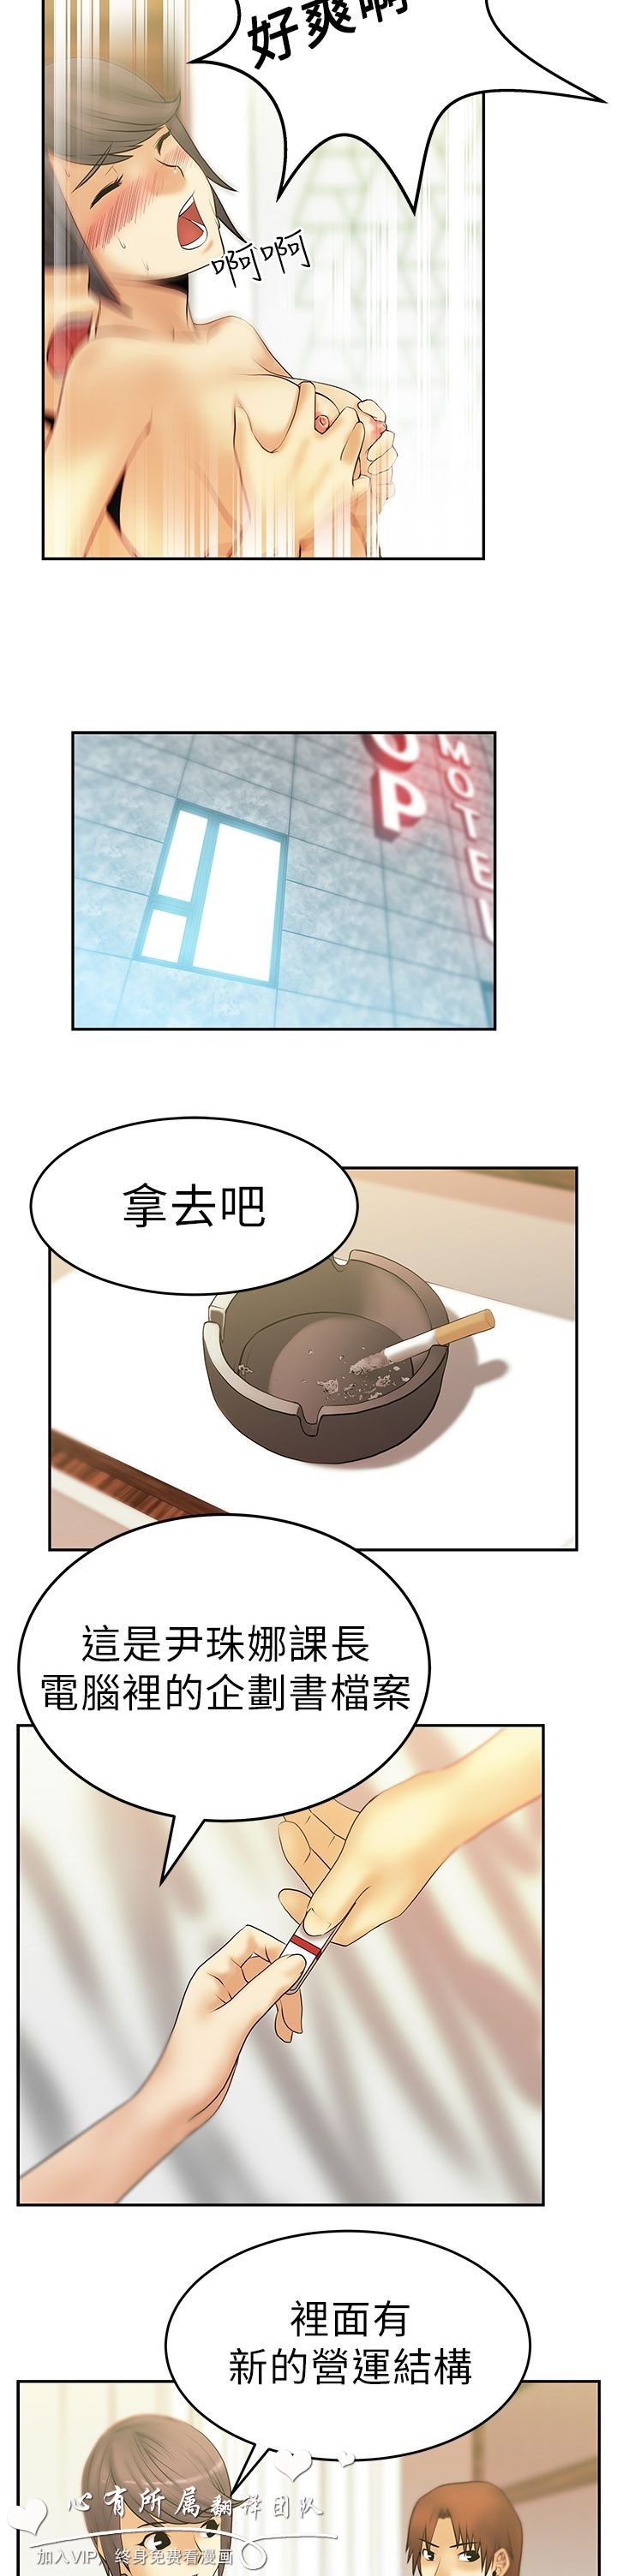 好爽啊
啊啊
OP
MOTEL
拿去吧
這是尹珠娜課長
電腦裡的企劃書檔案
裡面有
新的營運結構
心有所属翻译团队
加入VIP，终身免费看漫画